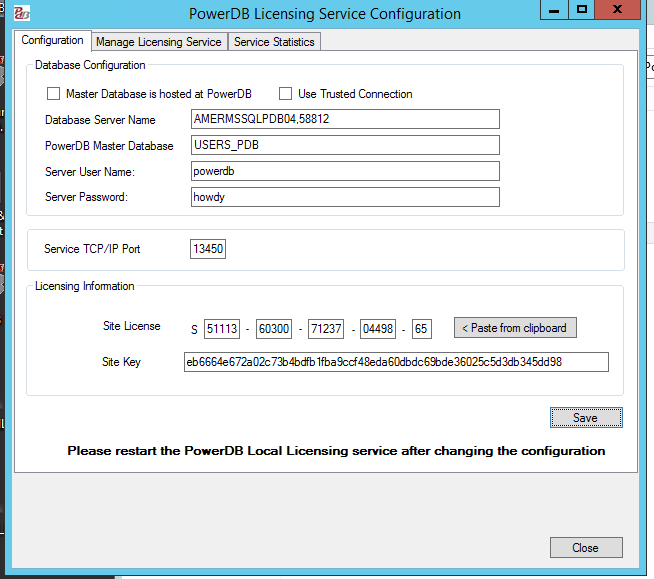 PowerDB Licensing Service Configuration
Configuration Manage Licensing Service Service Statistics
Database Configuration
Master Database is hosted at PowerDB Use Trusted Connection
Database Server Name AMERMSSQLPDB04,58812
PowerDB Master Database USERS_PDB
Server User Name: powerdb
Server Password: howdy
Service TCP/IP Port 13450
Licensing Information
Site License S 51113 - 60300 - 71237 - 04498 - 65 < Paste from clipboard
Site Key eb6664e672a02c73b4bdfb1fba9ccf48eda60dbdc69bde36025c5d3db345dd98
Save
Please restart the PowerDB Local Licensing service after changing the configuration
Close